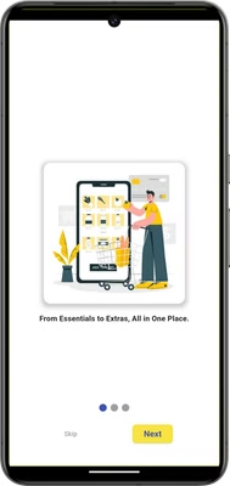 From Essentials to Extras, All in One Place.
Skip
Next